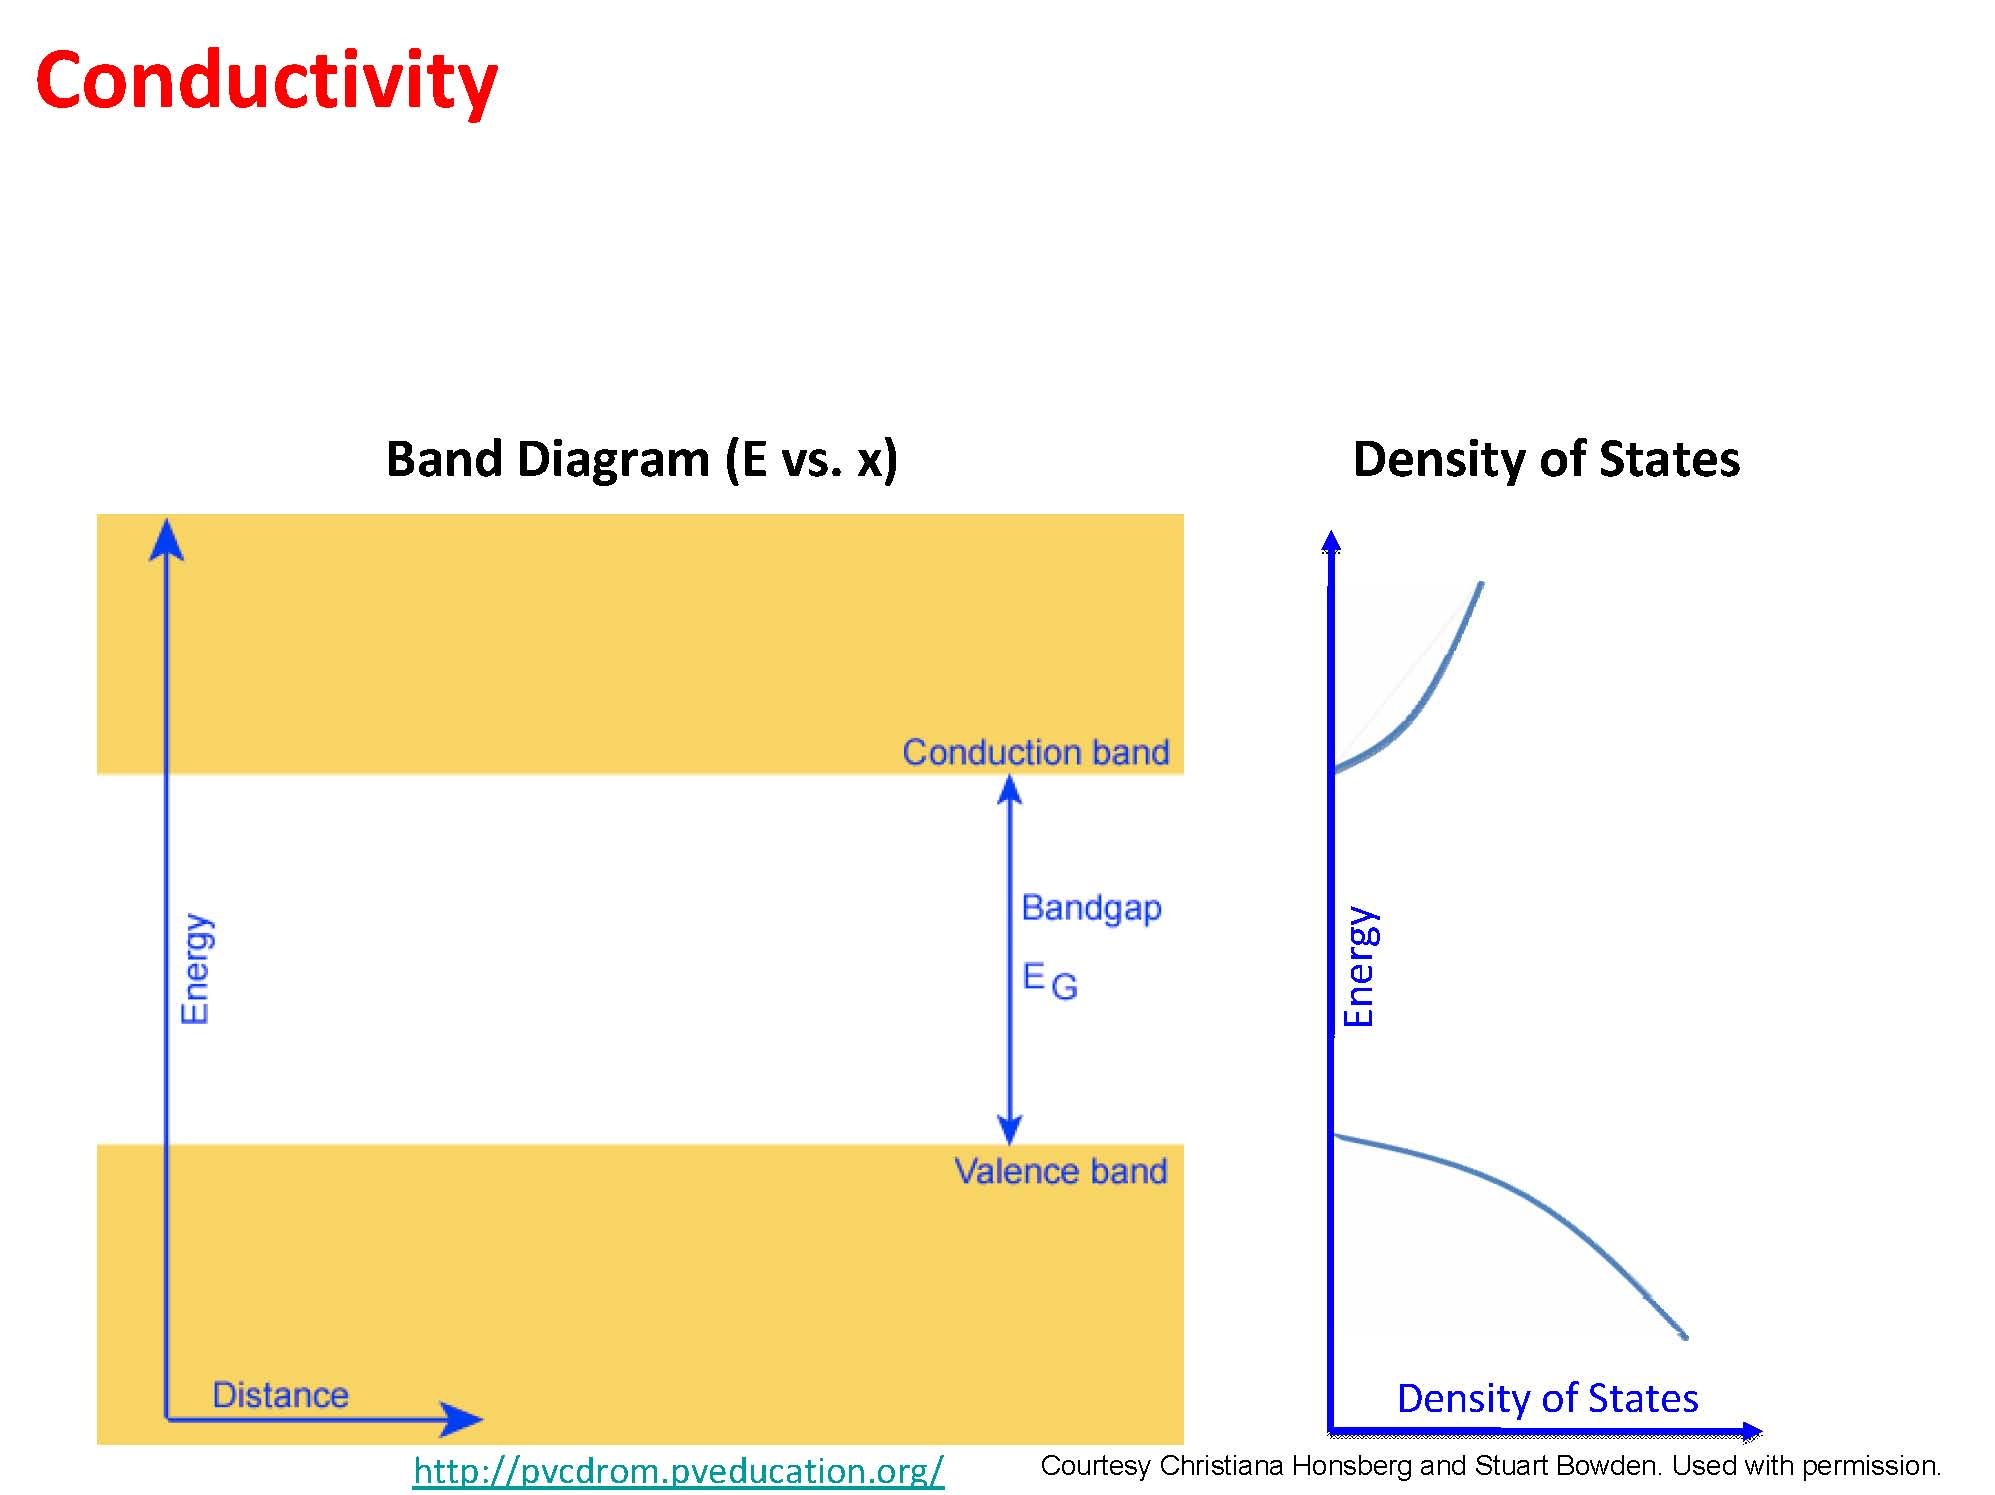 Conductivity
Band Diagram (E vs. x)
Density of States
Conduction band
Bandgap
E G
Energy
Valence band
Distance
Energy
Density of States
http://pvcdrom.pveducation.org/
Courtesy Christiana Honsberg and Stuart Bowden. Used with permission.